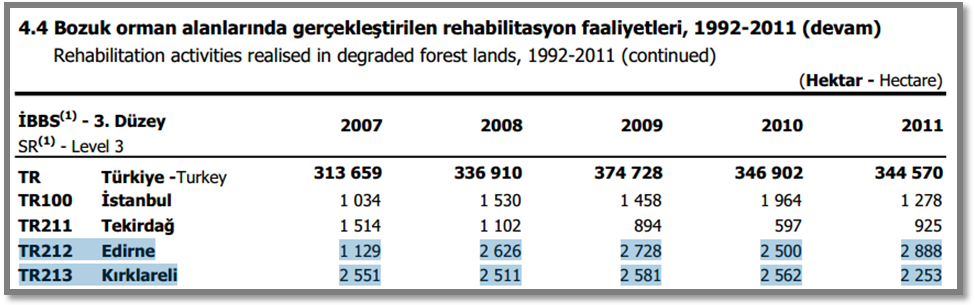 4.4 Bozuk orman alanlarında gerçekleştirilen rehabilitasyon faaliyetleri, 1992-2011 (devam)
Rehabilitation activities realised in degraded forest lands, 1992-2011 (continued)
(Hektar - Hectare)
İBBS(1) - 3. Düzey 2007 2008 2009 2010 2011
SR(1) - Level 3
TR Türkiye -Turkey 313 659 336 910 374 728 346 902 344 570
TR100 İstanbul 1 034 1 530 1 458 1 964 1 278
TR211 Tekirdağ 1 514 1 102 894 597 925
TR212 Edirne 1 129 2 626 2 728 2 500 2 888
TR213 Kırklareli 2 551 2 511 2 581 2 562 2 253